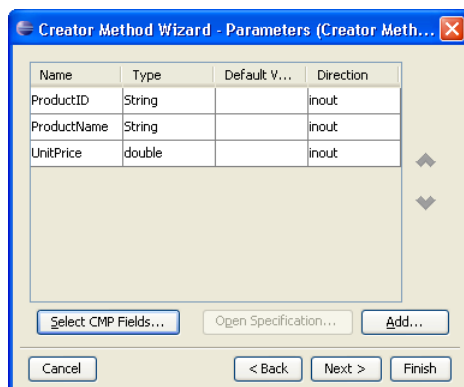 Creator Method Wizard - Parameters (Creator Meth...
Name Type Default V... Direction
ProductID String inout
ProductName String inout
UnitPrice double inout
Select CMP Fields... Open Specification... Add...
Cancel < Back Next > Finish